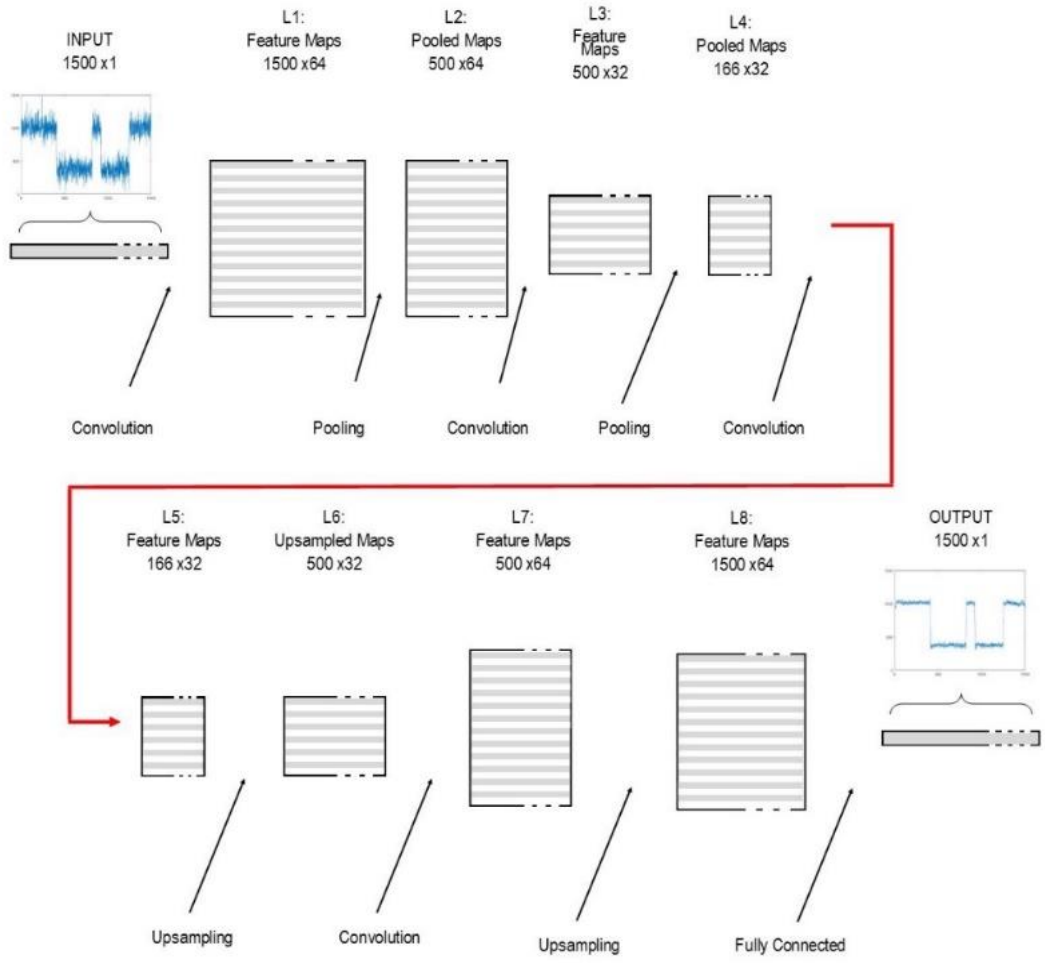 INPUT
1500 x1
L1:
Feature Maps
1500 x64
L2:
Pooled Maps
500 x64
L3:
Feature
Maps
500 x32
L4:
Pooled Maps
166 x32
Convolution
Pooling
Convolution
Pooling
Convolution
L5:
Feature Maps
166 x32
L6:
Upsampled Maps
500 x32
L7:
Feature Maps
500 x64
L8:
Feature Maps
1500 x64
OUTPUT
1500 x1
Upsampling
Convolution
Upsampling
Fully Connected